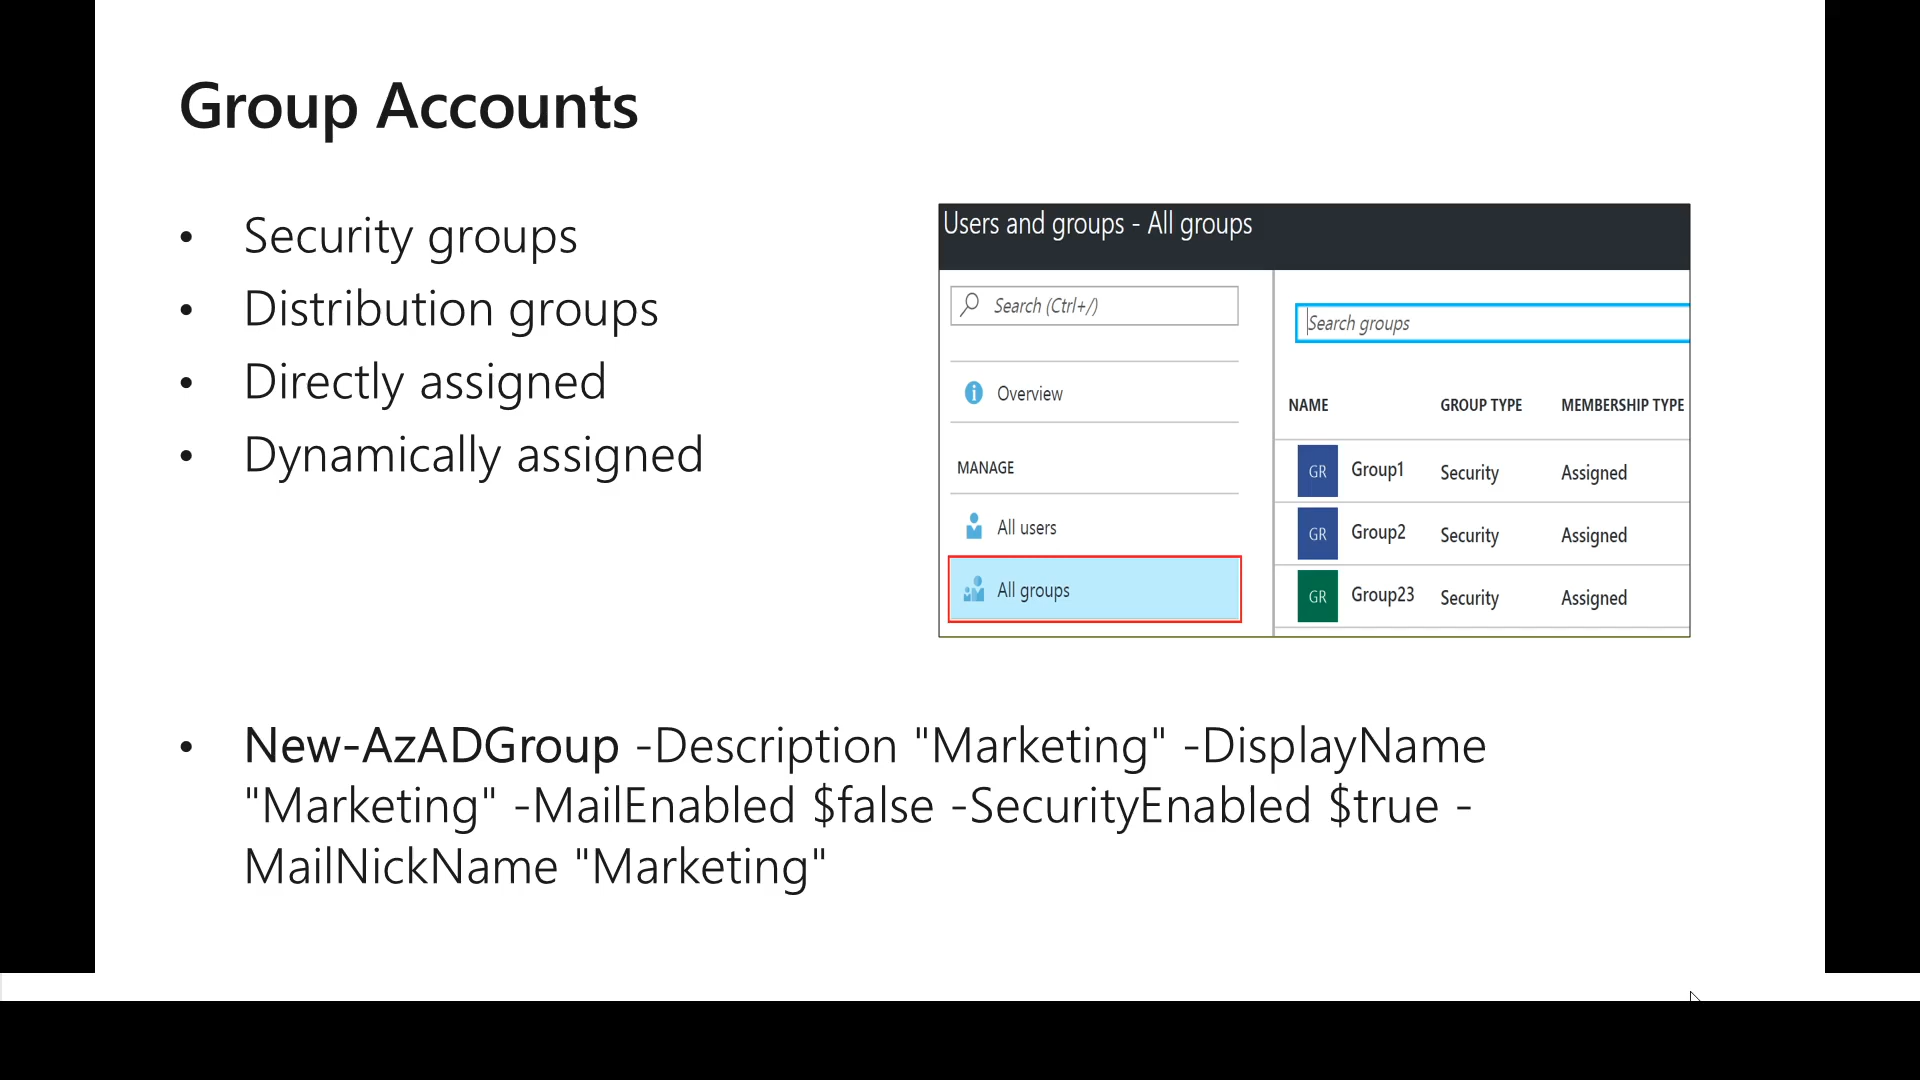 Group Accounts
• Security groups
• Distribution groups
• Directly assigned
• Dynamically assigned
Users and groups - All groups
Search (Ctrl+/)
Overview
MANAGE
All users
All groups
Search groups
NAME GROUP TYPE MEMBERSHIP TYPE
GR Group1 Security Assigned
GR Group2 Security Assigned
GR Group23 Security Assigned
• New-AzADGroup -Description "Marketing" -DisplayName
"Marketing" -MailEnabled $false -SecurityEnabled $true -
MailNickName "Marketing"